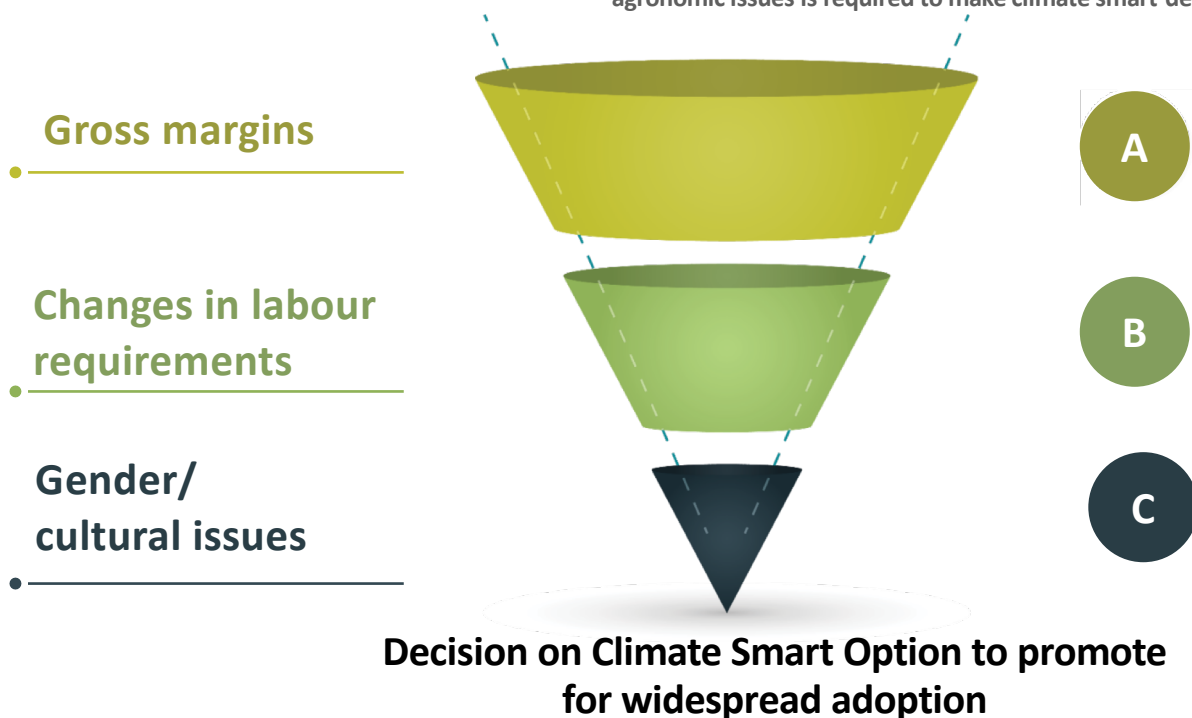 agronomic issues is required to make climate smart de
Gross margins
A
Changes in labour
requirements
B
Gender/
cultural issues
C
Decision on Climate Smart Option to promote
for widespread adoption